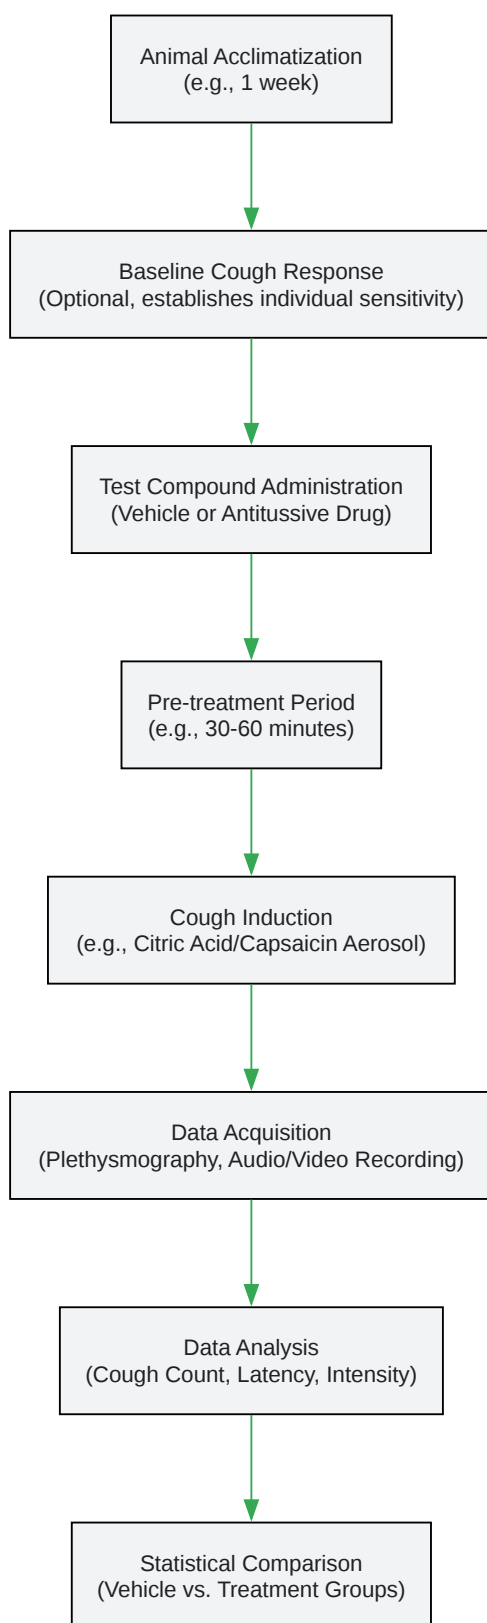 Animal Acclimatization
(e.g., 1 week)
Baseline Cough Response
(Optional, establishes individual sensitivity)
Test Compound Administration
(Vehicle or Antitussive Drug)
Pre-treatment Period
(e.g., 30-60 minutes)
Cough Induction
(e.g., Citric Acid/Capsaicin Aerosol)
Data Acquisition
(Plethysmography, Audio/Video Recording)
Data Analysis
(Cough Count, Latency, Intensity)
Statistical Comparison
(Vehicle vs. Treatment Groups)